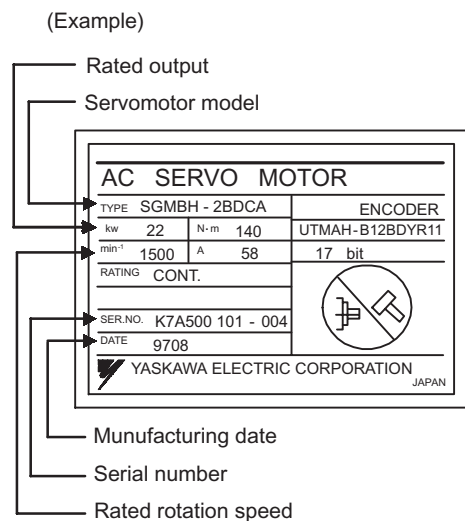 (Example)
Rated output
Servomotor model
AC SERVO MOTOR
TYPE SGMBH - 2BDCA
ENCODER
kw 22 N·m 140
UTMAH-B12BDYR11
min-1 1500 A 58
17 bit
RATING CONT.
SER.NO. K7A500 101 - 004
DATE 9708
YASKAWA ELECTRIC CORPORATION
JAPAN
Munufacturing date
Serial number
Rated rotation speed